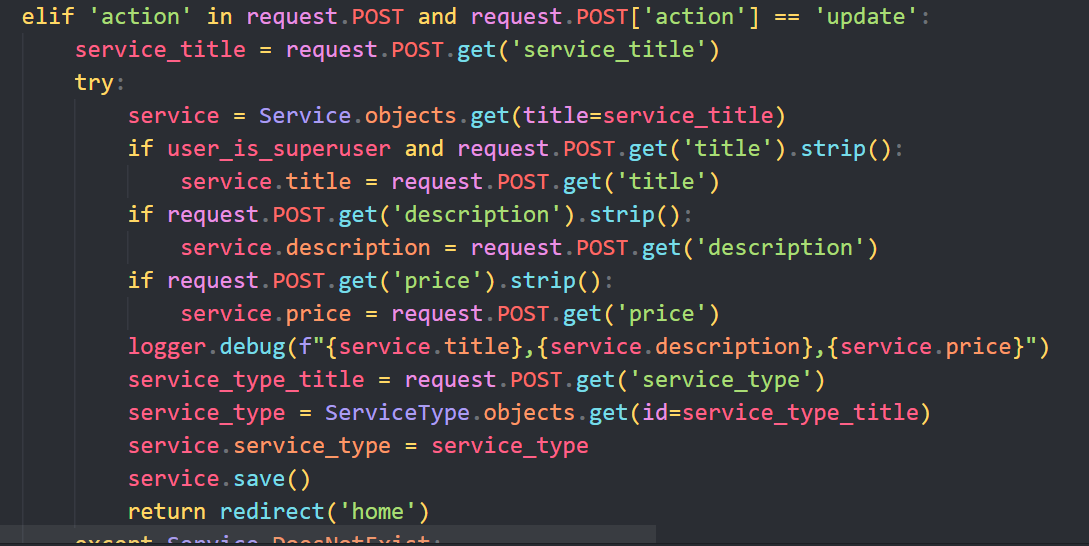 elif 'action' in request.POST and request.POST['action'] == 'update':
    service_title = request.POST.get('service_title')
    try:
        service = Service.objects.get(title=service_title)
        if user_is_superuser and request.POST.get('title').strip():
            service.title = request.POST.get('title')
        if request.POST.get('description').strip():
            service.description = request.POST.get('description')
        if request.POST.get('price').strip():
            service.price = request.POST.get('price')
        logger.debug(f"{service.title},{service.description},{service.price}")
        service_type_title = request.POST.get('service_type')
        service_type = ServiceType.objects.get(id=service_type_title)
        service.service_type = service_type
        service.save()
        return redirect('home')
    except Service.DoesNotExist: